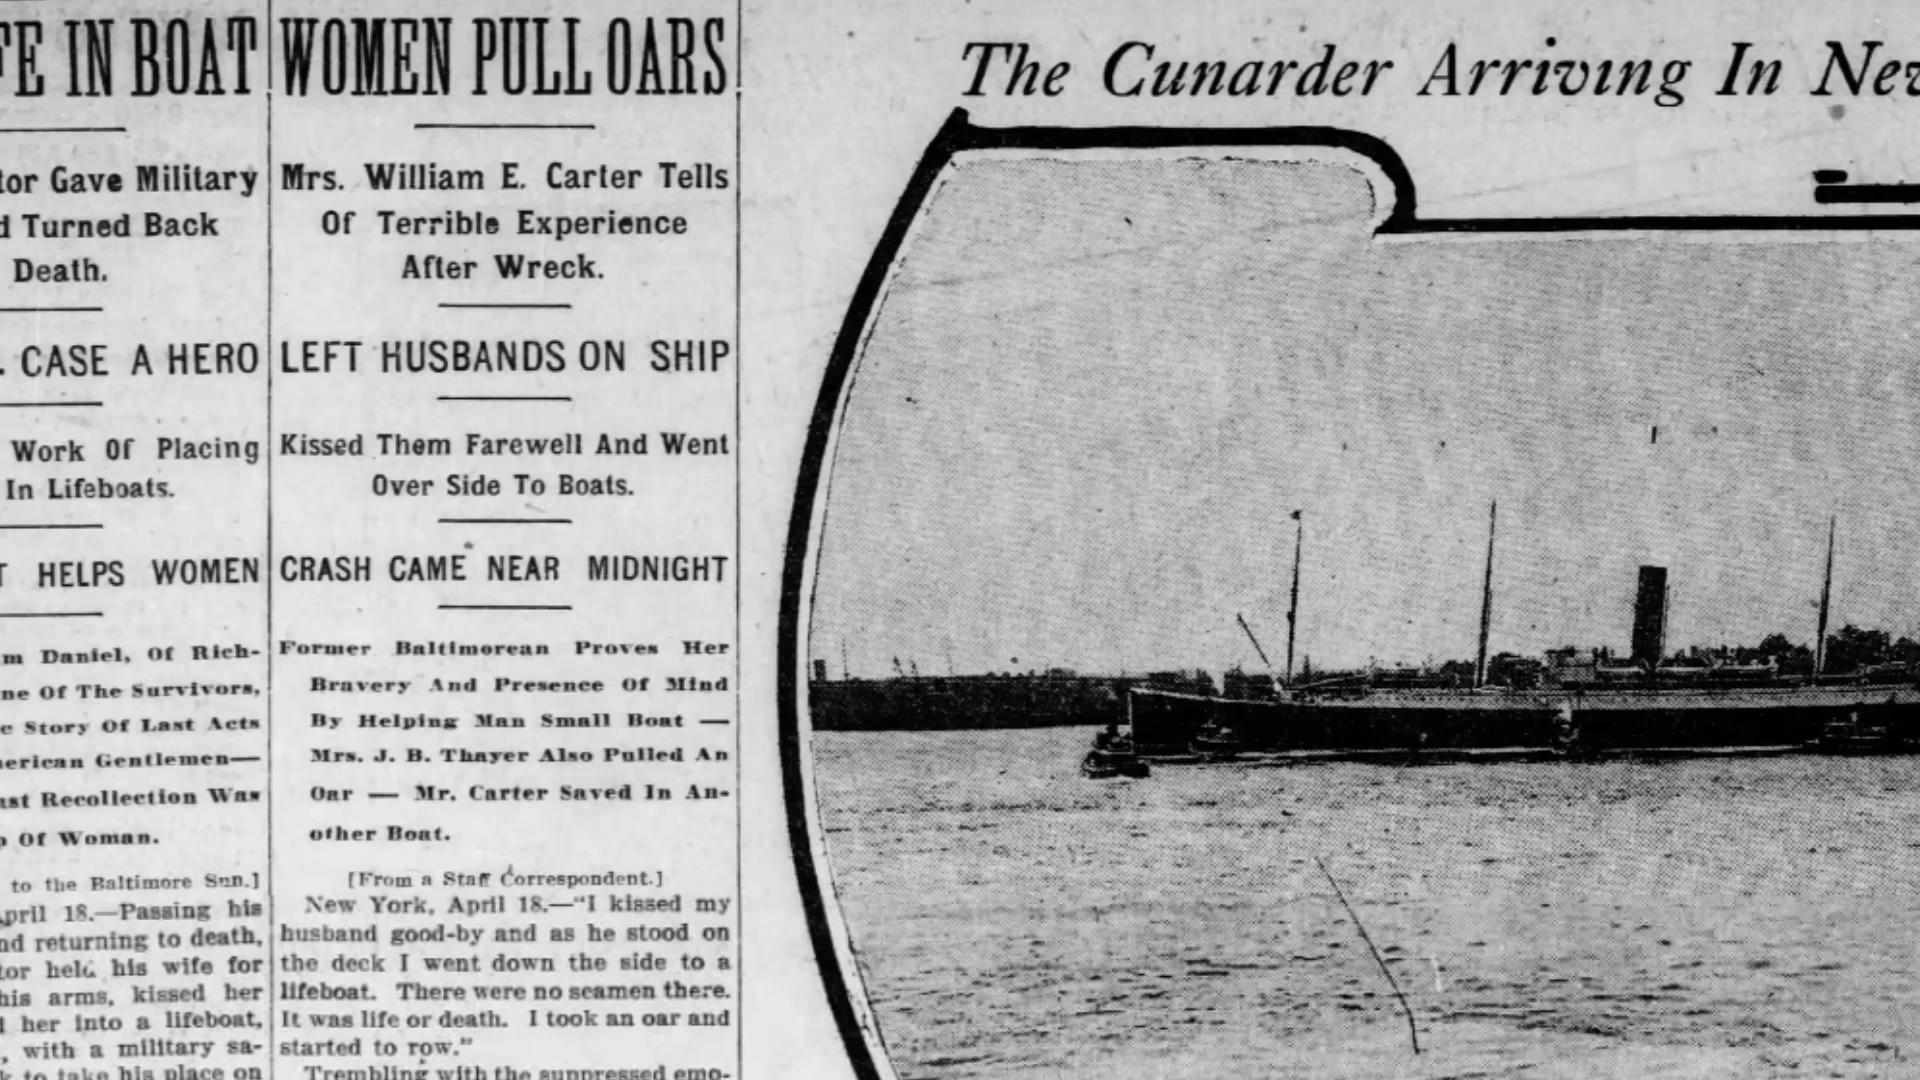 FE IN BOAT
tor Gave Military
d Turned Back
Death.
. CASE A HERO
Work Of Placing
In Lifeboats.
T HELPS WOMEN
m Daniel, Of Rich-
ne Of The Survivors,
c Story Of Last Acts
merican Gentlemen—
ast Recollection Was
p Of Woman.
to the Baltimore Sun.]
April 18.—Passing his
nd returning to death,
tor held his wife for
his arms, kissed her
d her into a lifeboat,
, with a military sa-
k to take his place on
WOMEN PULL OARS
Mrs. William E. Carter Tells
Of Terrible Experience
After Wreck.
LEFT HUSBANDS ON SHIP
Kissed Them Farewell And Went
Over Side To Boats.
CRASH CAME NEAR MIDNIGHT
Former Baltimorean Proves Her
Bravery And Presence Of Mind
By Helping Man Small Boat —
Mrs. J. B. Thayer Also Pulled An
Oar — Mr. Carter Saved In An-
other Boat.
[From a Staff Correspondent.]
New York, April 18.—"I kissed my
husband good-by and as he stood on
the deck I went down the side to a
lifeboat. There were no seamen there.
It was life or death. I took an oar and
started to row."
Trembling with the suppressed emo-
The Cunarder Arriving In New